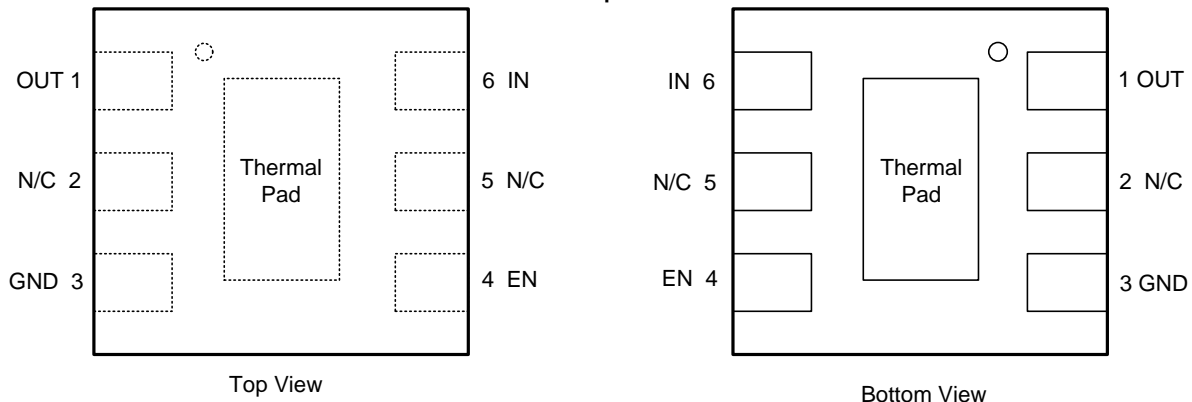 OUT 1
6 IN
N/C 2
Thermal
Pad
5 N/C
GND 3
4 EN
Top View
IN 6
1 OUT
N/C 5
Thermal
Pad
2 N/C
EN 4
3 GND
Bottom View